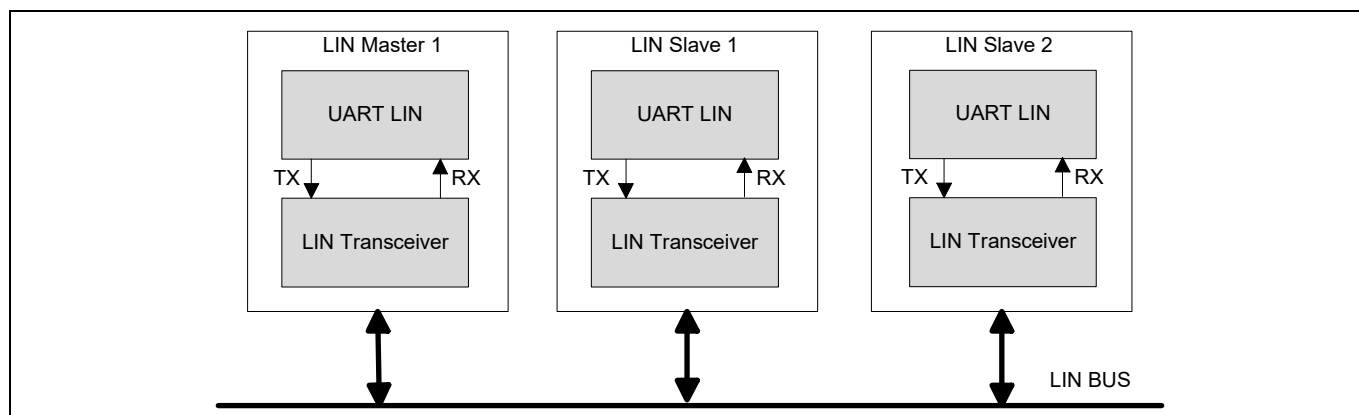 LIN Master 1
UART LIN
TX
RX
LIN Transceiver
LIN Slave 1
UART LIN
TX
RX
LIN Transceiver
LIN Slave 2
UART LIN
TX
RX
LIN Transceiver
LIN BUS